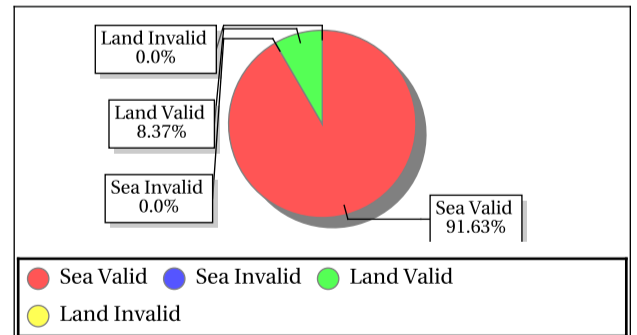 Land Invalid
0.0%
Land Valid
8.37%
Sea Invalid
0.0%
Sea Valid
91.63%
Sea Valid
Sea Invalid
Land Valid
Land Invalid